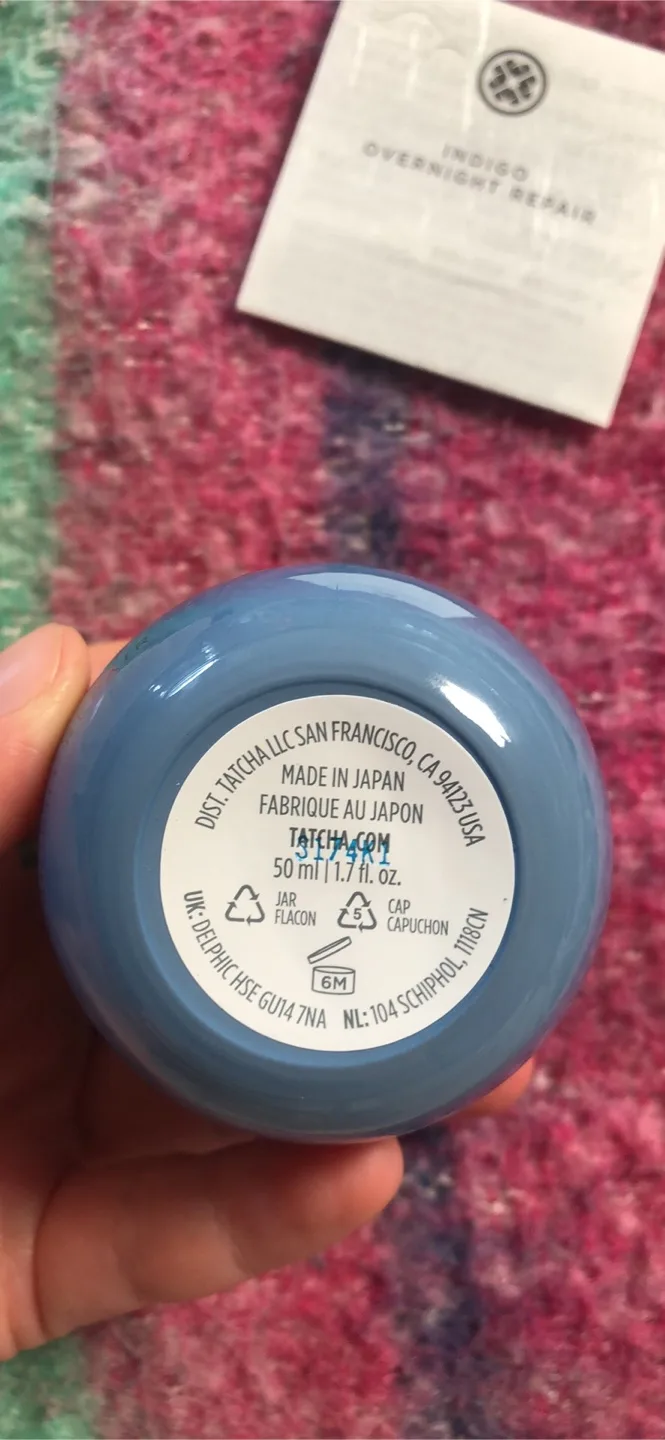 INDIGO
OVERNIGHT REPAIR
DIST. TATCHA LLC SAN FRANCISCO, CA 94123 USA
MADE IN JAPAN
FABRIQUE AU JAPON
TATCHA.COM
3174K1
50 ml | 1.7 fl. oz.
JAR
FLACON
5
CAP
CAPUCHON
6M
UK: DELPHIC HSE GU14 7NA NL: 104 SCHIPHOL, 1118CN